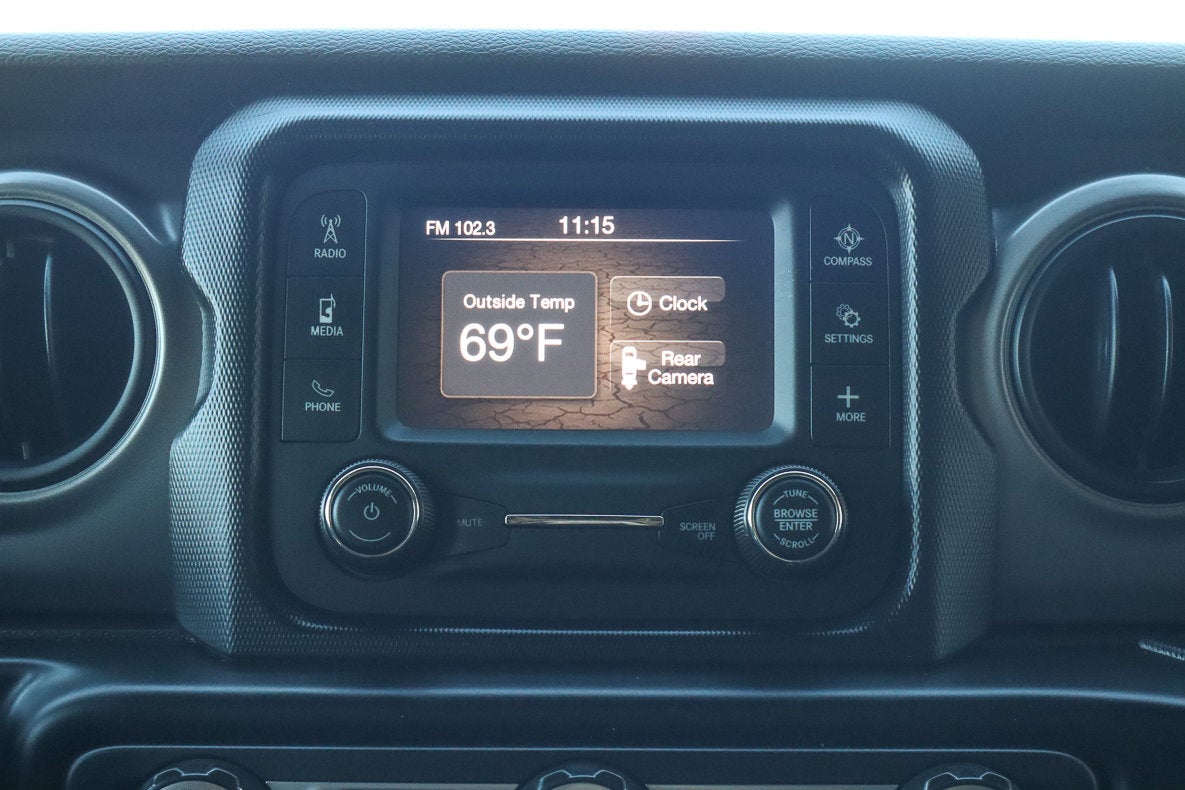 FM 102.3 11:15
Outside Temp
69°F
Clock
Rear
Camera
RADIO
MEDIA
PHONE
N
COMPASS
SETTINGS
MORE
VOLUME
MUTE
SCREEN
OFF
TUNE
BROWSE
ENTER
SCROLL